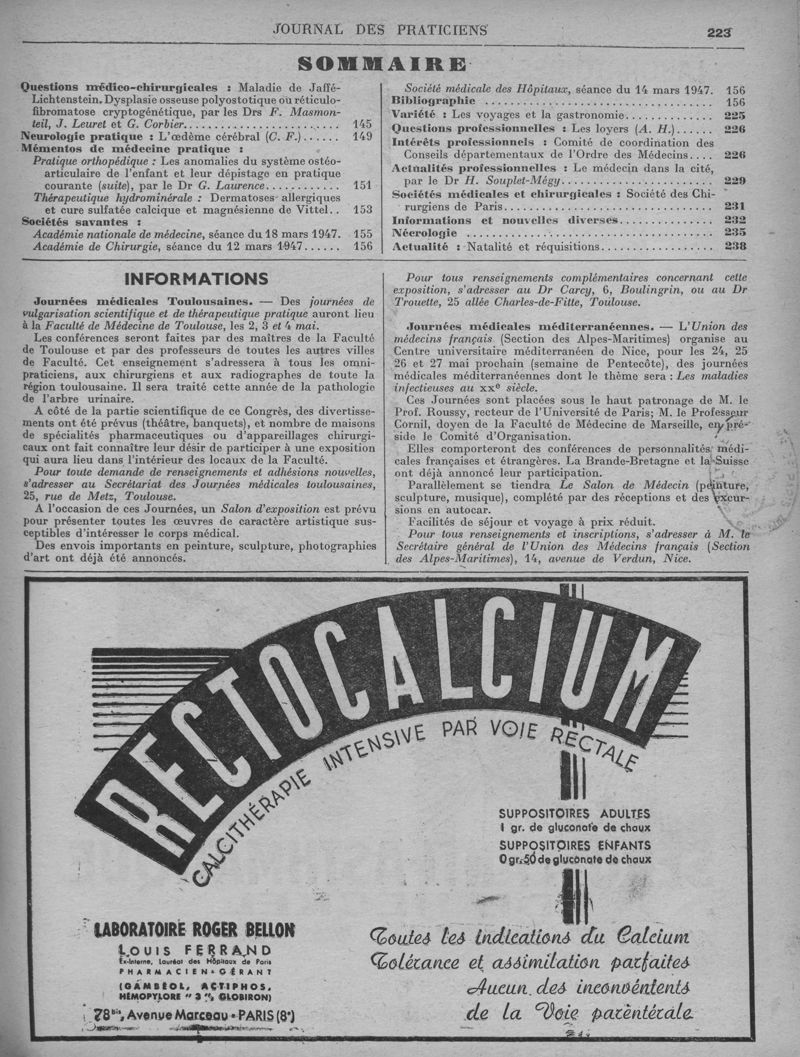 JOURNAL DES PRATICIENS
223
SOMMAIRE
Questions médico-chirurgicales : Maladie de Jaffé-
Lichtenstein. Dysplasie osseuse polyostotique ou réticulo-
fibromatose cryptogénétique, par les Drs F. Masmon-
teil, J. Leuret et G. Corbier........................ 145
Neurologie pratique : L'œdème cérébral (C. F.)...... 149
Mémentos de médecine pratique :
Pratique orthopédique : Les anomalies du système ostéo-
articulaire de l'enfant et leur dépistage en pratique
courante (suite), par le Dr G. Laurence............ 151
Thérapeutique hydrominérale : Dermatoses allergiques
et cure sulfatée calcique et magnésienne de Vittel.. 153
Sociétés savantes :
Académie nationale de médecine, séance du 18 mars 1947. 155
Académie de Chirurgie, séance du 12 mars 1947...... 156
Société médicale des Hôpitaux, séance du 14 mars 1947. 156
Bibliographie .................................... 156
Variété : Les voyages et la gastronomie.............. 225
Questions professionnelles : Les loyers (A. H.)...... 226
Intérêts professionnels : Comité de coordination des
Conseils départementaux de l'Ordre des Médecins.... 226
Actualités professionnelles : Le médecin dans la cité,
par le Dr H. Souplet-Mégy........................ 229
Sociétés médicales et chirurgicales : Société des Chi-
rurgiens de Paris................................ 231
Informations et nouvelles diverses............... 232
Nécrologie ...................................... 235
Actualité : Natalité et réquisitions.................. 238
INFORMATIONS
Journées médicales Toulousaines. — Des journées de
vulgarisation scientifique et de thérapeutique pratique auront lieu
à la Faculté de Médecine de Toulouse, les 2, 3 et 4 mai.
Les conférences seront faites par des maîtres de la Faculté
de Toulouse et par des professeurs de toutes les autres villes
de Faculté. Cet enseignement s'adressera à tous les omni-
praticiens, aux chirurgiens et aux radiographes de toute la
région toulousaine. Il sera traité cette année de la pathologie
de l'arbre urinaire.
A côté de la partie scientifique de ce Congrès, des divertisse-
ments ont été prévus (théâtre, banquets), et nombre de maisons
de spécialités pharmaceutiques ou d'appareillages chirurgi-
caux ont fait connaître leur désir de participer à une exposition
qui aura lieu dans l'intérieur des locaux de la Faculté.
Pour toute demande de renseignements et adhésions nouvelles,
s'adresser au Secrétariat des Journées médicales toulousaines,
25, rue de Metz, Toulouse.
A l'occasion de ces Journées, un Salon d'exposition est prévu
pour présenter toutes les œuvres de caractère artistique sus-
ceptibles d'intéresser le corps médical.
Des envois importants en peinture, sculpture, photographies
d'art ont déjà été annoncés.
Pour tous renseignements complémentaires concernant cette
exposition, s'adresser au Dr Carcy, 6, Boulingrin, ou au Dr
Trouette, 25 allée Charles-de-Fitte, Toulouse.
Journées médicales méditerranéennes. — L'Union des
médecins français (Section des Alpes-Maritimes) organise au
Centre universitaire méditerranéen de Nice, pour les 24, 25
26 et 27 mai prochain (semaine de Pentecôte), des journées
médicales méditerranéennes dont le thème sera : Les maladies
infectieuses au XXe siècle.
Ces Journées sont placées sous le haut patronage de M. le
Prof. Roussy, recteur de l'Université de Paris; M. le Professeur
Cornil, doyen de la Faculté de Médecine de Marseille, en pré-
side le Comité d'Organisation.
Elles comporteront des conférences de personnalités médi-
cales françaises et étrangères. La Brande-Bretagne et la Suisse
ont déjà annoncé leur participation.
Parallèlement se tiendra Le Salon de Médecin (peinture,
sculpture, musique), complété par des réceptions et des excur-
sions en autocar.
Facilités de séjour et voyage à prix réduit.
Pour tous renseignements et inscriptions, s'adresser à M. le
Secrétaire général de l'Union des Médecins français (Section
des Alpes-Maritimes), 14, avenue de Verdun, Nice.
RECTOCALCIUM
CALCITHÉRAPIE INTENSIVE PAR VOIE RECTALE
SUPPOSITOIRES ADULTES
1 gr. de gluconate de chaux
SUPPOSITOIRES ENFANTS
0 gr. 50 de gluconate de chaux
LABORATOIRE ROGER BELLON
LOUIS FERRAND
Ex-Interne, Lauréat des Hôpitaux de Paris
PHARMACIEN-GÉRANT
(GAMBÉOL, ACTIPHOS,
HÉMOPYLORE "3 %, GLOBIRON)
78bis, Avenue Marceau - PARIS (8e)
Toutes les indications du Calcium
Tolérance et assimilation parfaites
Aucun des inconvénients
de la Voie parentérale